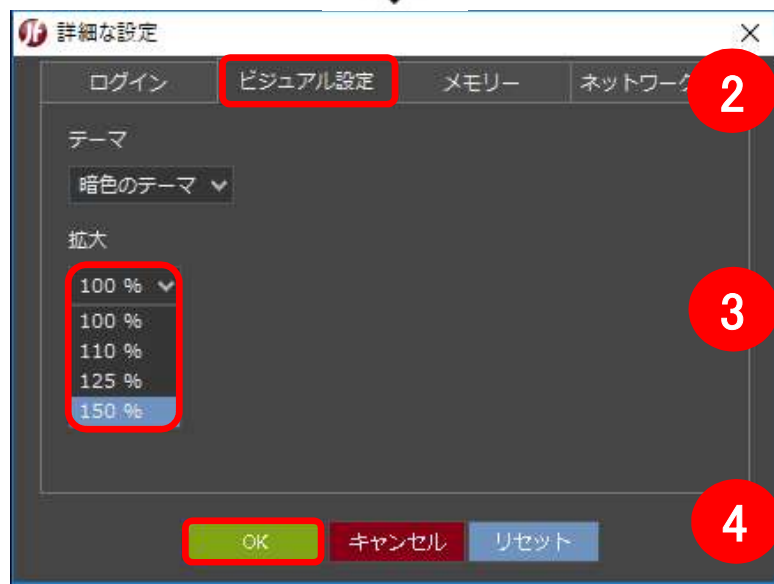 詳細な設定
ログイン ビジュアル設定 メモリー ネットワーク
2
テーマ
暗色のテーマ
拡大
100 %
100 %
110 %
125 %
150 %
3
OK キャンセル リセット
4